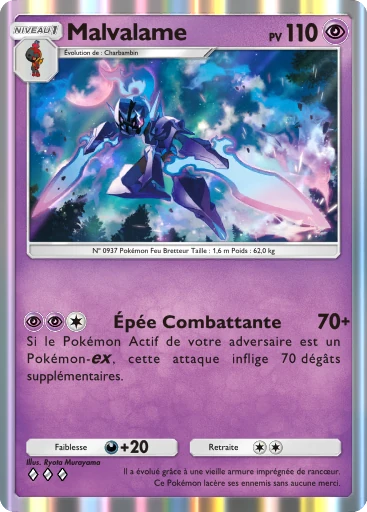 NIVEAU 1
Malvalame
PV 110
Évolution de : Charbambin
N° 0937 Pokémon Feu Bretteur Taille : 1,6 m Poids : 62,0 kg
Épée Combattante 70+
Si le Pokémon Actif de votre adversaire est un
Pokémon-ex, cette attaque inflige 70 dégâts
supplémentaires.
Faiblesse +20 Retraite
Illus. Ryota Murayama
Il a évolué grâce à une vieille armure imprégnée de rancœur.
Ce Pokémon lacère ses ennemis sans aucune merci.